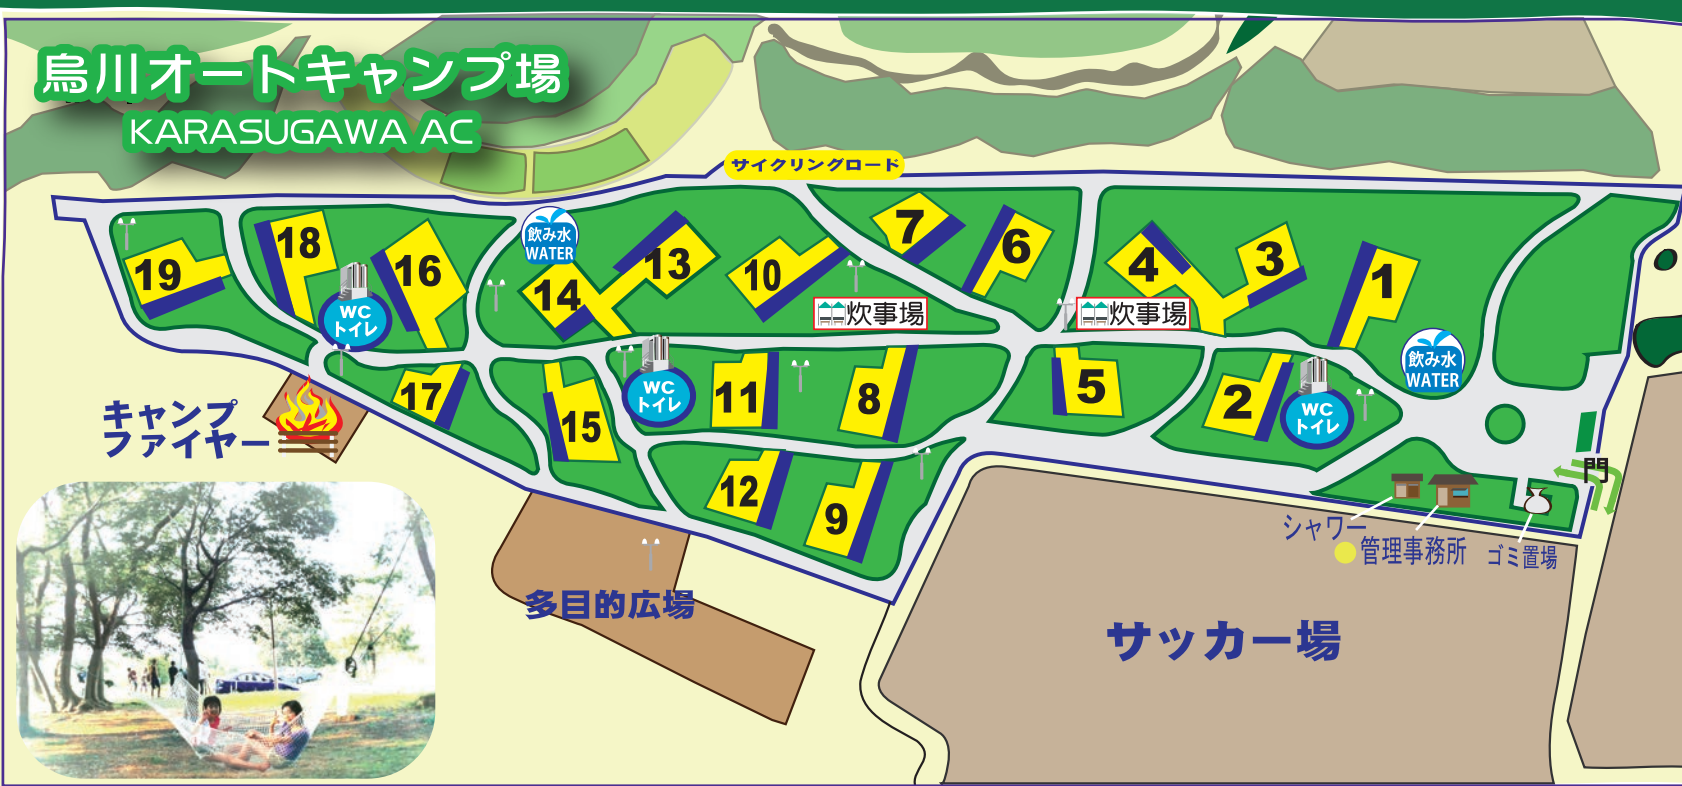 烏川オートキャンプ場
KARASUGAWA AC
サイクリングロード
飲み水
WATER
18
19
16
WC
トイレ
14
13
10
7
6
4
3
1
炊事場
炊事場
飲み水
WATER
17
15
WC
トイレ
11
8
5
2
WC
トイレ
12
9
キャンプ
ファイヤー
門
シャワー
管理事務所
ゴミ置場
多目的広場
サッカー場